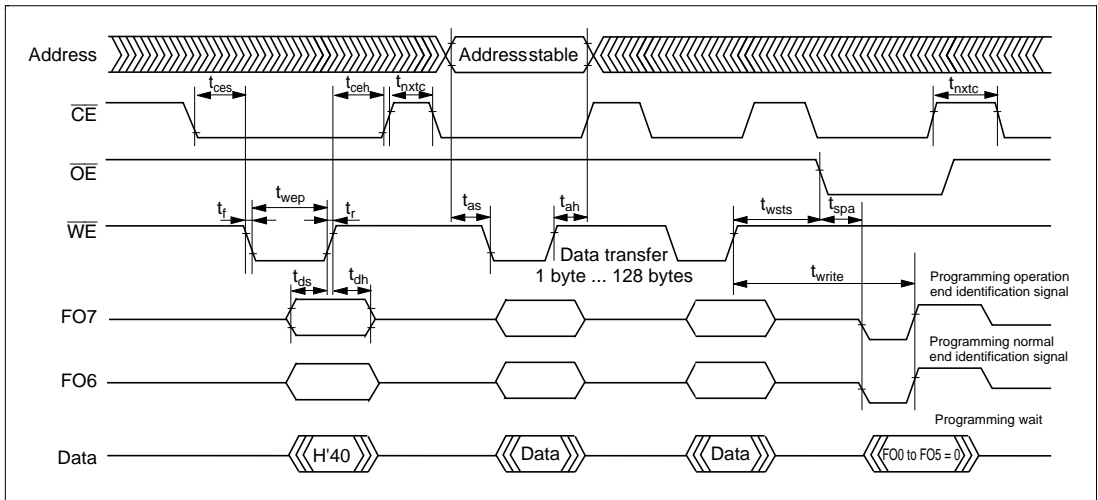 Address
Address stable
t_ces
t_ceh
t_nxtc
t_nxtc
CE
OE
t_wep
t_f
t_r
t_as
t_ah
t_wsts
t_spa
WE
Data transfer
1 byte ... 128 bytes
t_write
t_ds
t_dh
Programming operation
end identification signal
FO7
Programming normal
end identification signal
FO6
Programming wait
Data
H'40
Data
Data
FO0 to FO5 = 0